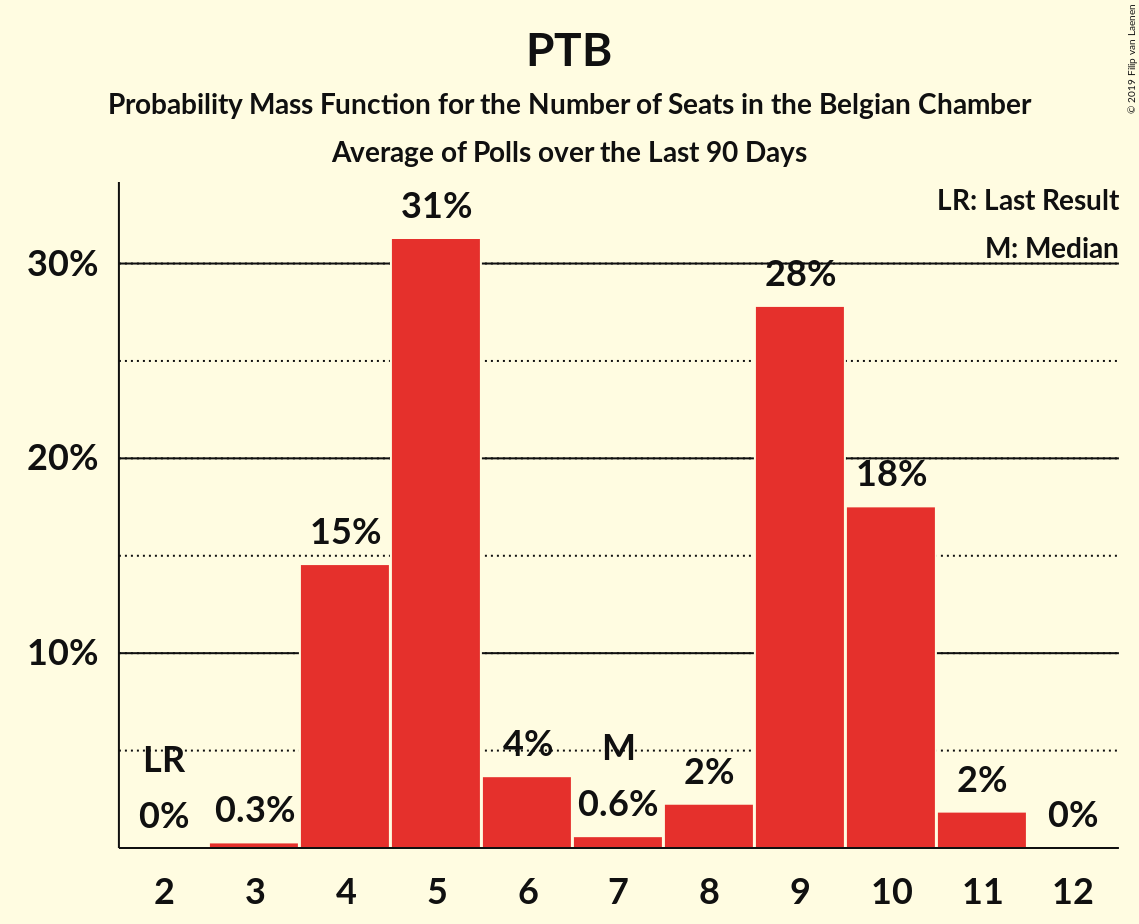 PTB
Probability Mass Function for the Number of Seats in the Belgian Chamber
Average of Polls over the Last 90 Days
© 2019 Filip van Laenen
LR: Last Result
M: Median
30%
20%
10%
LR
0%
0.3%
15%
31%
4%
M
0.6%
2%
28%
18%
2%
0%
2 3 4 5 6 7 8 9 10 11 12